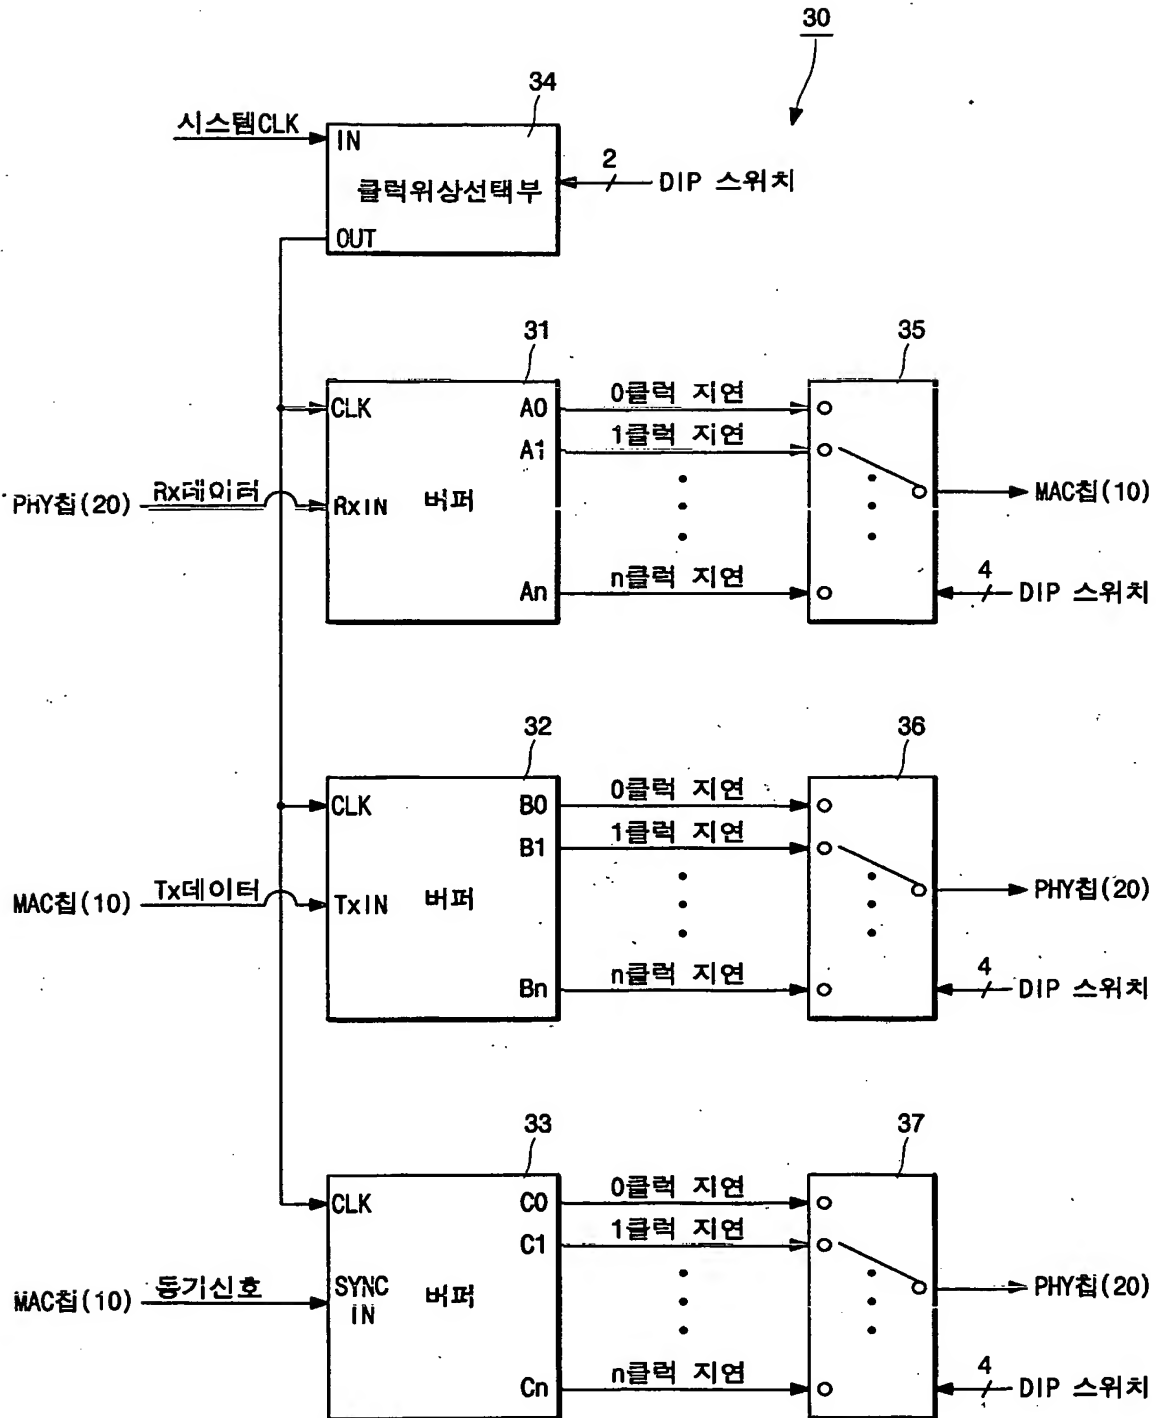 30
34
시스템CLK
IN
2
클럭위상선택부
DIP 스위치
OUT
31
35
CLK
A0
0클럭 지연
A1
1클럭 지연
PHY칩(20)
Rx데이터
RxIN
버퍼
MAC칩(10)
An
n클럭 지연
4
DIP 스위치
32
36
CLK
B0
0클럭 지연
B1
1클럭 지연
MAC칩(10)
Tx데이터
TxIN
버퍼
PHY칩(20)
Bn
n클럭 지연
4
DIP 스위치
33
37
CLK
C0
0클럭 지연
C1
1클럭 지연
MAC칩(10)
동기신호
SYNC
IN
버퍼
PHY칩(20)
Cn
n클럭 지연
4
DIP 스위치